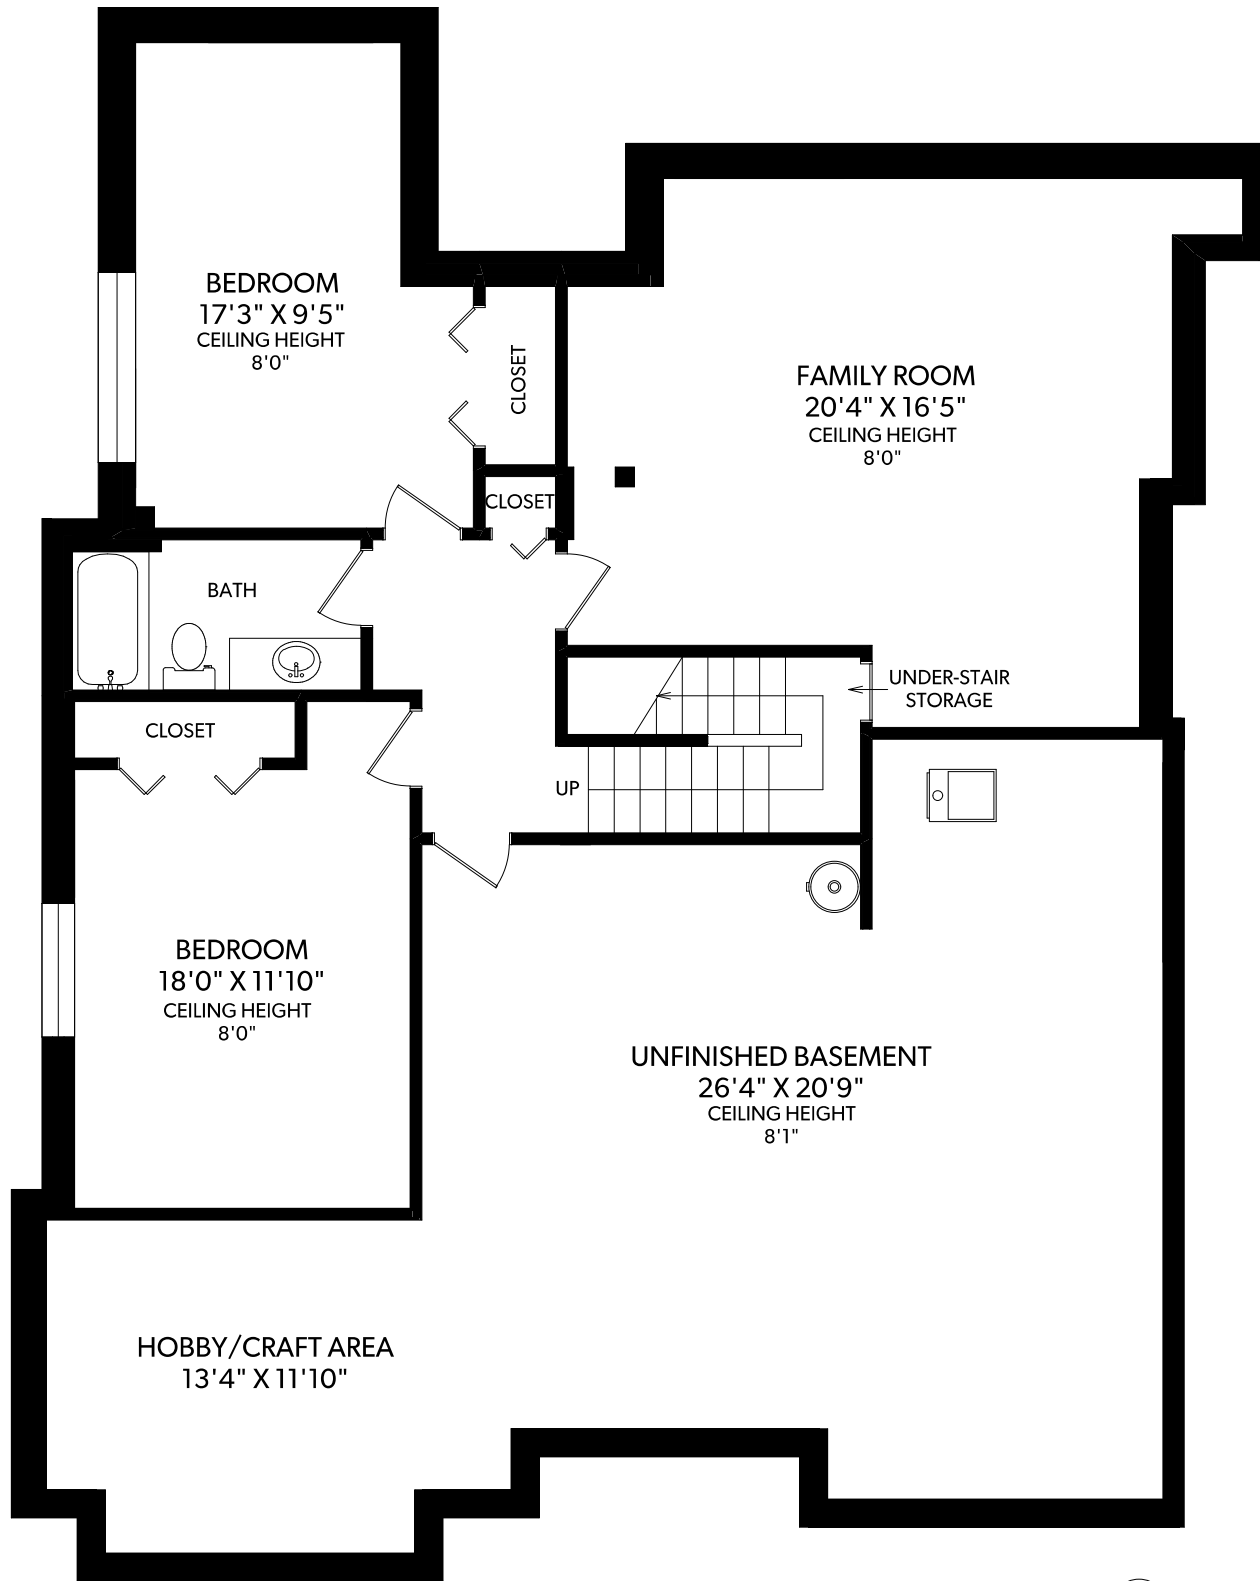 BEDROOM
17'3" X 9'5"
CEILING HEIGHT
8'0"
CLOSET
FAMILY ROOM
20'4" X 16'5"
CEILING HEIGHT
8'0"
CLOSET
BATH
UNDER-STAIR
STORAGE
CLOSET
UP
BEDROOM
18'0" X 11'10"
CEILING HEIGHT
8'0"
UNFINISHED BASEMENT
26'4" X 20'9"
CEILING HEIGHT
8'1"
HOBBY/CRAFT AREA
13'4" X 11'10"